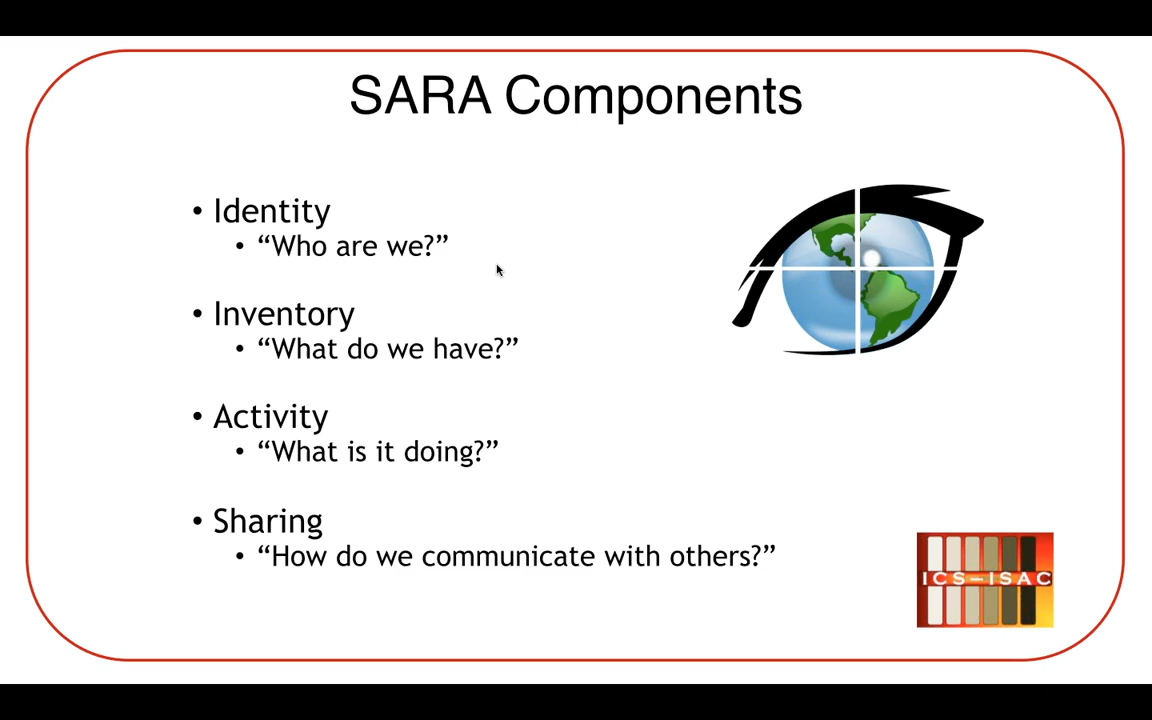 SARA Components
• Identity
• “Who are we?”
• Inventory
• “What do we have?”
• Activity
• “What is it doing?”
• Sharing
• “How do we communicate with others?”
ICS-ISAC